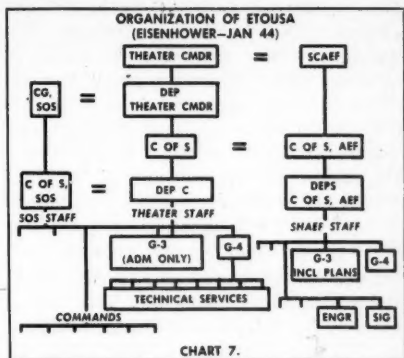 ORGANIZATION OF ETOUSA
(EISENHOWER–JAN 44)
THEATER CMDR = SCAEF
CG,
SOS
=
DEP
THEATER CMDR
C OF S = C OF S, AEF
C OF S,
SOS
=
DEP C
DEPS
C OF S, AEF
SOS STAFF
THEATER STAFF
SHAEF STAFF
G-3
(ADM ONLY)
G-4
G-3
INCL PLANS
G-4
TECHNICAL SERVICES
COMMANDS
ENGR
SIG
CHART 7.